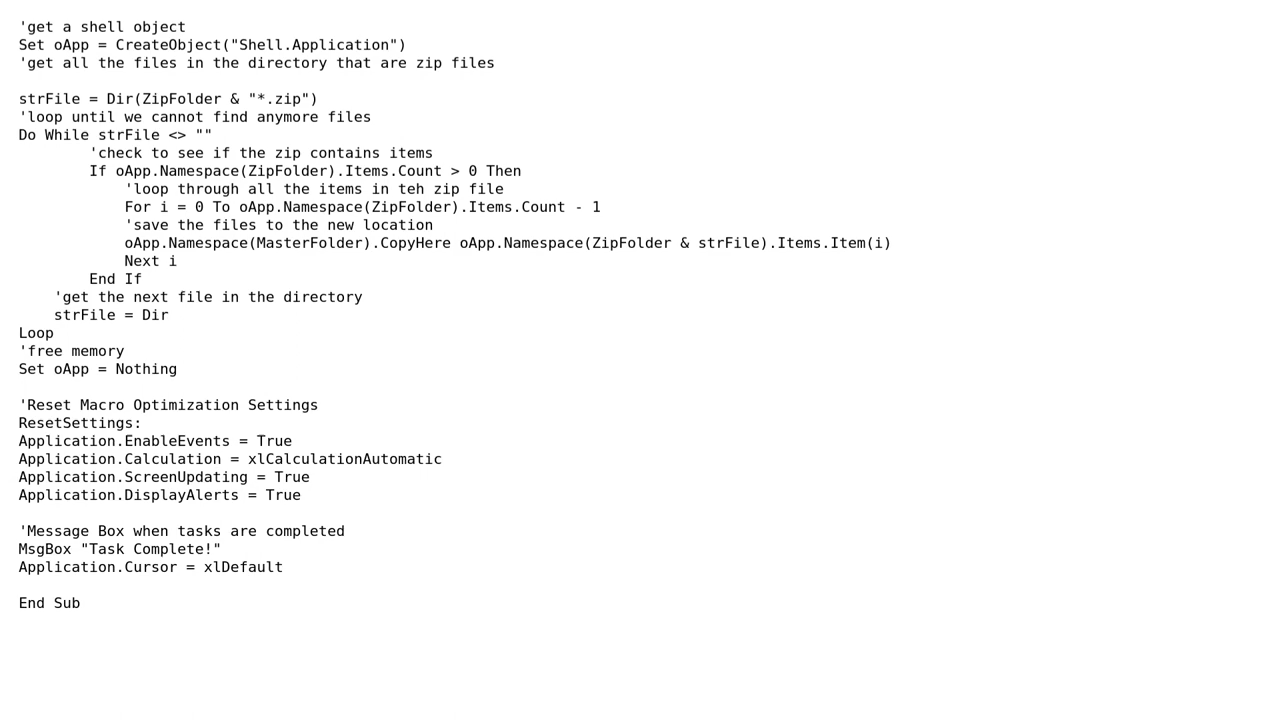 'get a shell object
Set oApp = CreateObject("Shell.Application")
'get all the files in the directory that are zip files

strFile = Dir(ZipFolder & "*.zip")
'loop until we cannot find anymore files
Do While strFile <> ""
        'check to see if the zip contains items
        If oApp.Namespace(ZipFolder).Items.Count > 0 Then
            'loop through all the items in teh zip file
            For i = 0 To oApp.Namespace(ZipFolder).Items.Count - 1
            'save the files to the new location
            oApp.Namespace(MasterFolder).CopyHere oApp.Namespace(ZipFolder & strFile).Items.Item(i)
            Next i
        End If
    'get the next file in the directory
    strFile = Dir
Loop
'free memory
Set oApp = Nothing

'Reset Macro Optimization Settings
ResetSettings:
Application.EnableEvents = True
Application.Calculation = xlCalculationAutomatic
Application.ScreenUpdating = True
Application.DisplayAlerts = True

'Message Box when tasks are completed
MsgBox "Task Complete!"
Application.Cursor = xlDefault

End Sub